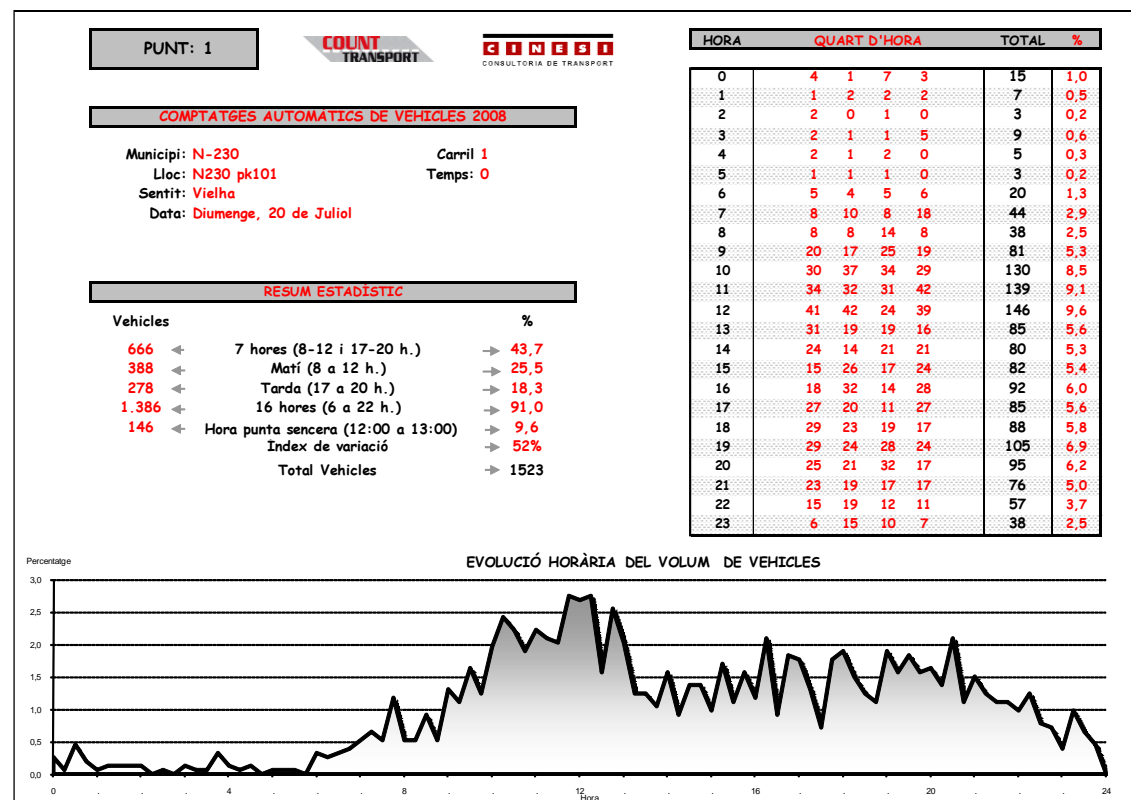 PUNT: 1
COUNT
TRANSPORT
CINESI
CONSULTORIA DE TRANSPORT
COMPTATGES AUTOMÀTICS DE VEHICLES 2008
Municipi: N-230 Carril 1
Lloc: N230 pk101 Temps: 0
Sentit: Vielha
Data: Diumenge, 20 de Juliol
RESUM ESTADÍSTIC
Vehicles %
666 7 hores (8-12 i 17-20 h.) 43,7
388 Matí (8 a 12 h.) 25,5
278 Tarda (17 a 20 h.) 18,3
1.386 16 hores (6 a 22 h.) 91,0
146 Hora punta sencera (12:00 a 13:00) 9,6
Índex de variació 52%
Total Vehicles 1523
HORA QUART D'HORA TOTAL %
0 4 1 7 3 15 1,0
1 1 2 2 2 7 0,5
2 2 0 1 0 3 0,2
3 2 1 1 5 9 0,6
4 2 1 2 0 5 0,3
5 1 1 1 0 3 0,2
6 5 4 5 6 20 1,3
7 8 10 8 18 44 2,9
8 8 8 14 8 38 2,5
9 20 17 25 19 81 5,3
10 30 37 34 29 130 8,5
11 34 32 31 42 139 9,1
12 41 42 24 39 146 9,6
13 31 19 19 16 85 5,6
14 24 14 21 21 80 5,3
15 15 26 17 24 82 5,4
16 18 32 14 28 92 6,0
17 27 20 11 27 85 5,6
18 29 23 19 17 88 5,8
19 29 24 28 24 105 6,9
20 25 21 32 17 95 6,2
21 23 19 17 17 76 5,0
22 15 19 12 11 57 3,7
23 6 15 10 7 38 2,5
EVOLUCIÓ HORÀRIA DEL VOLUM DE VEHICLES
Percentatge
3,0
2,5
2,0
1,5
1,0
0,5
0,0
0 . . . 4 . . . 8 . . . 12 . . . 16 . . . 20 . . . 24
Hora